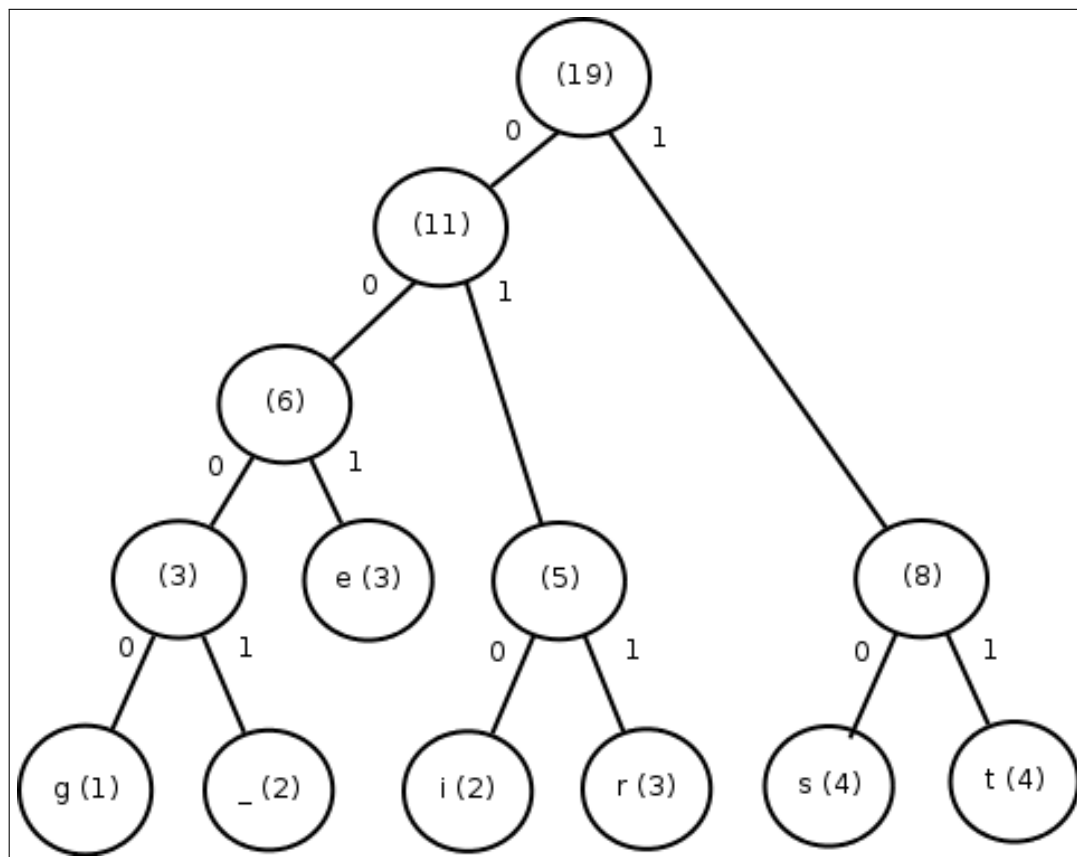 (19)
0 1
(11)
0 1
(6)
0 1
(3) e (3) (5) (8)
0 1 0 1 0 1
g (1) _ (2) i (2) r (3) s (4) t (4)